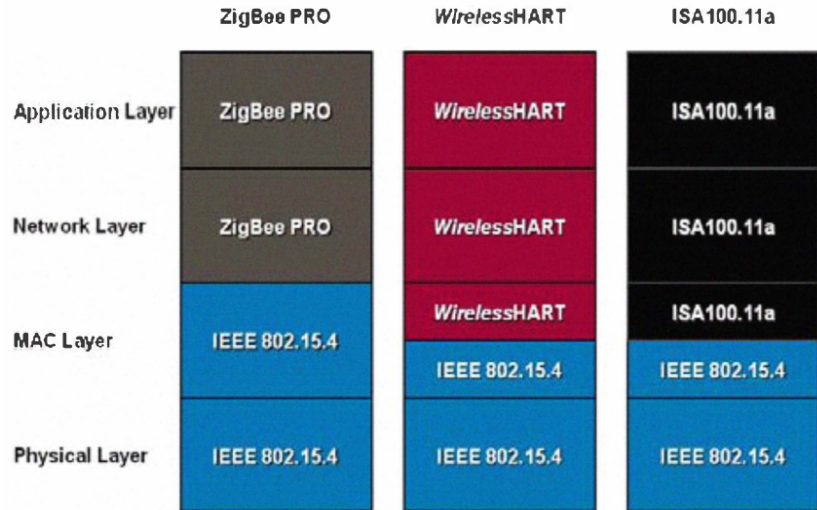 ZigBee PRO WirelessHART ISA100.11a
Application Layer ZigBee PRO WirelessHART ISA100.11a
Network Layer ZigBee PRO WirelessHART ISA100.11a
WirelessHART ISA100.11a
MAC Layer IEEE 802.15.4
IEEE 802.15.4 IEEE 802.15.4
Physical Layer IEEE 802.15.4 IEEE 802.15.4 IEEE 802.15.4